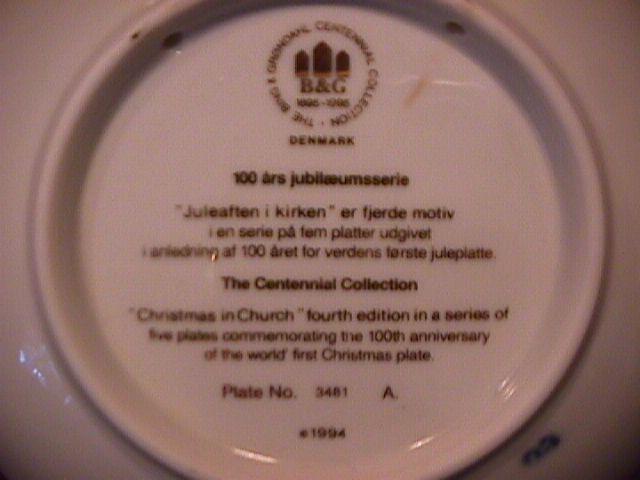 THE BING & GRØNDAHL CENTENNIAL COLLECTION ·
B&G
1895-1995
DENMARK
100 års jubilæumsserie
"Juleaften i kirken" er fjerde motiv
i en serie på fem platter udgivet
i anledning af 100 året for verdens første juleplatte.
The Centennial Collection
"Christmas in Church" fourth edition in a series of
five plates commemorating the 100th anniversary
of the world' first Christmas plate.
Plate No. 3481 A.
©1994